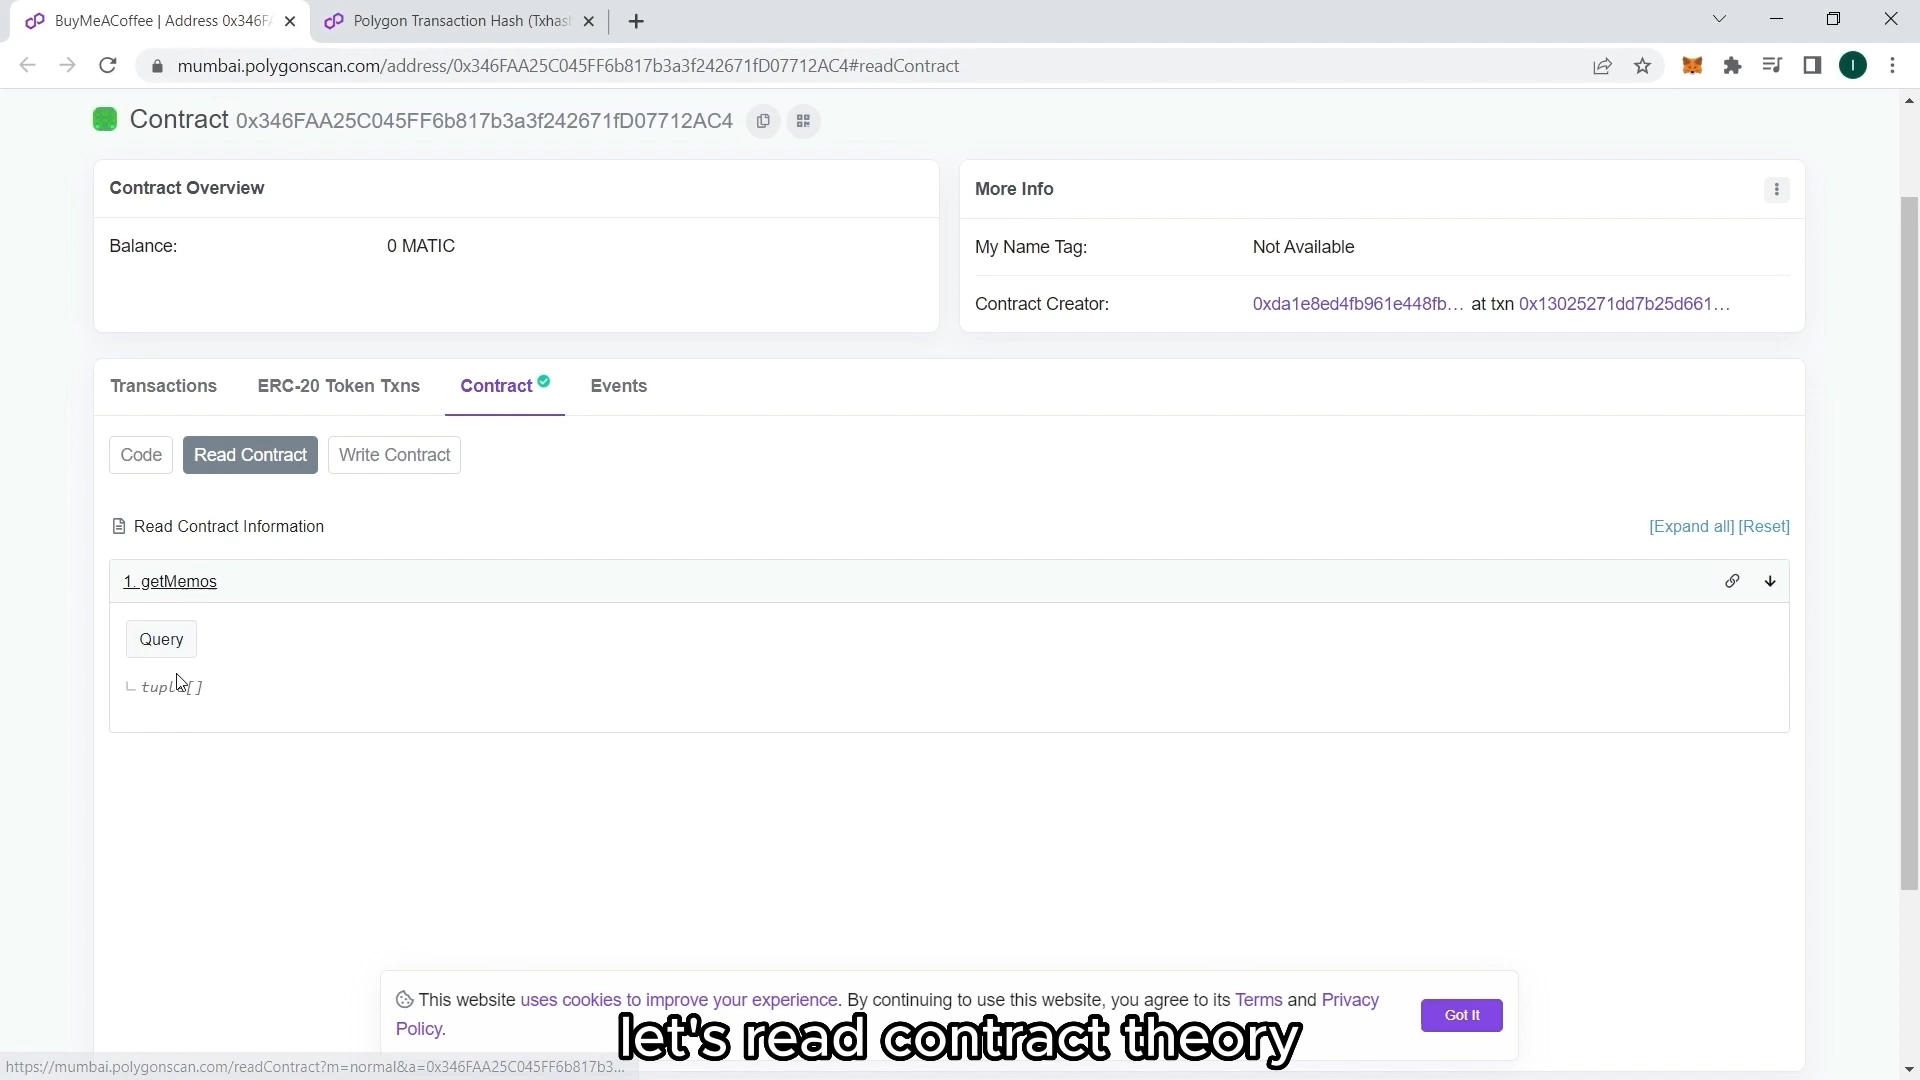 BuyMeACoffee | Address 0x346F
Polygon Transaction Hash (Txhas
mumbai.polygonscan.com/address/0x346FAA25C045FF6b817b3a3f242671fD07712AC4#readContract
I
Contract 0x346FAA25C045FF6b817b3a3f242671fD07712AC4
Contract Overview
Balance: 0 MATIC
More Info
My Name Tag: Not Available
Contract Creator: 0xda1e8ed4fb961e448fb... at txn 0x13025271dd7b25d661...
Transactions ERC-20 Token Txns Contract Events
Code Read Contract Write Contract
Read Contract Information
[Expand all] [Reset]
1. getMemos
Query
This website uses cookies to improve your experience. By continuing to use this website, you agree to its Terms and Privacy
Policy.
Got It
let's read contract theory
https://mumbai.polygonscan.com/readContract?m=normal&a=0x346FAA25C045FF6b817b3...